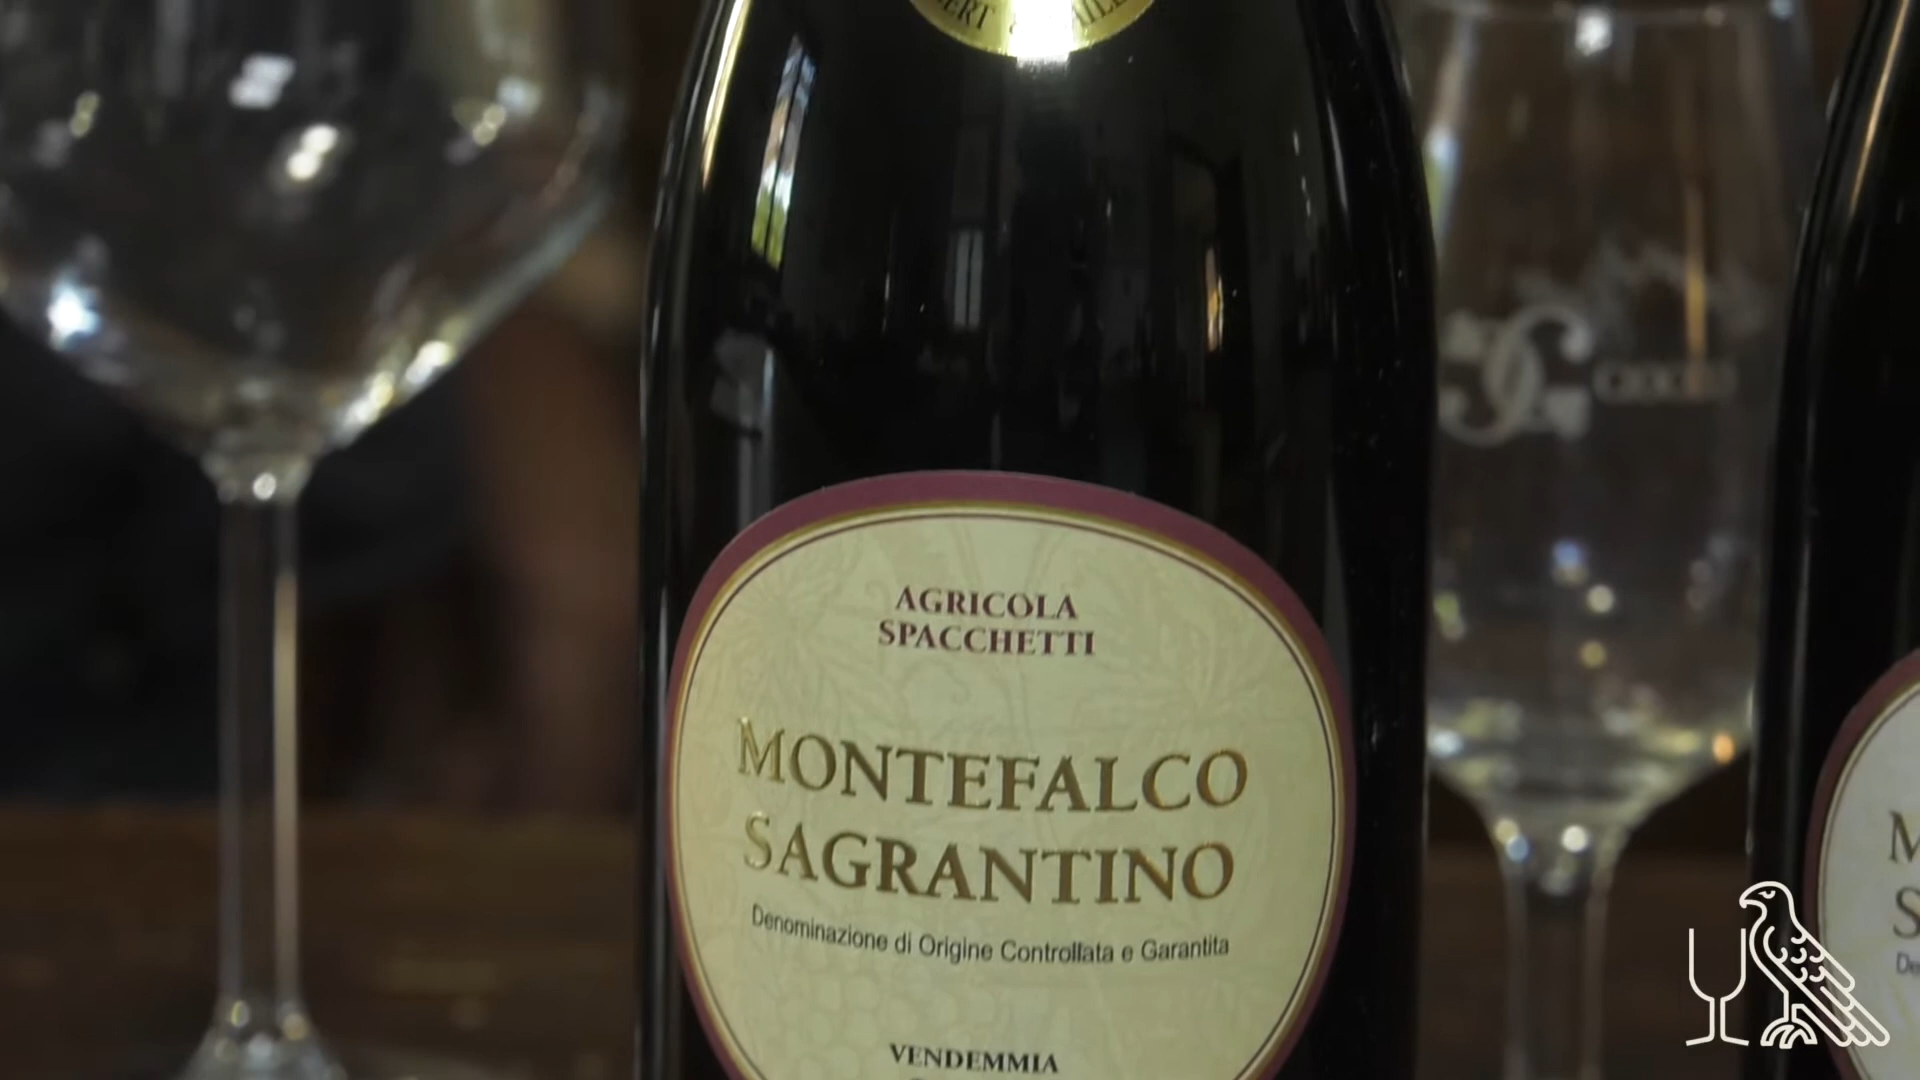 AGRICOLA
SPACCHETTI
MONTEFALCO
SAGRANTINO
Denominazione di Origine Controllata e Garantita
VENDEMMIA